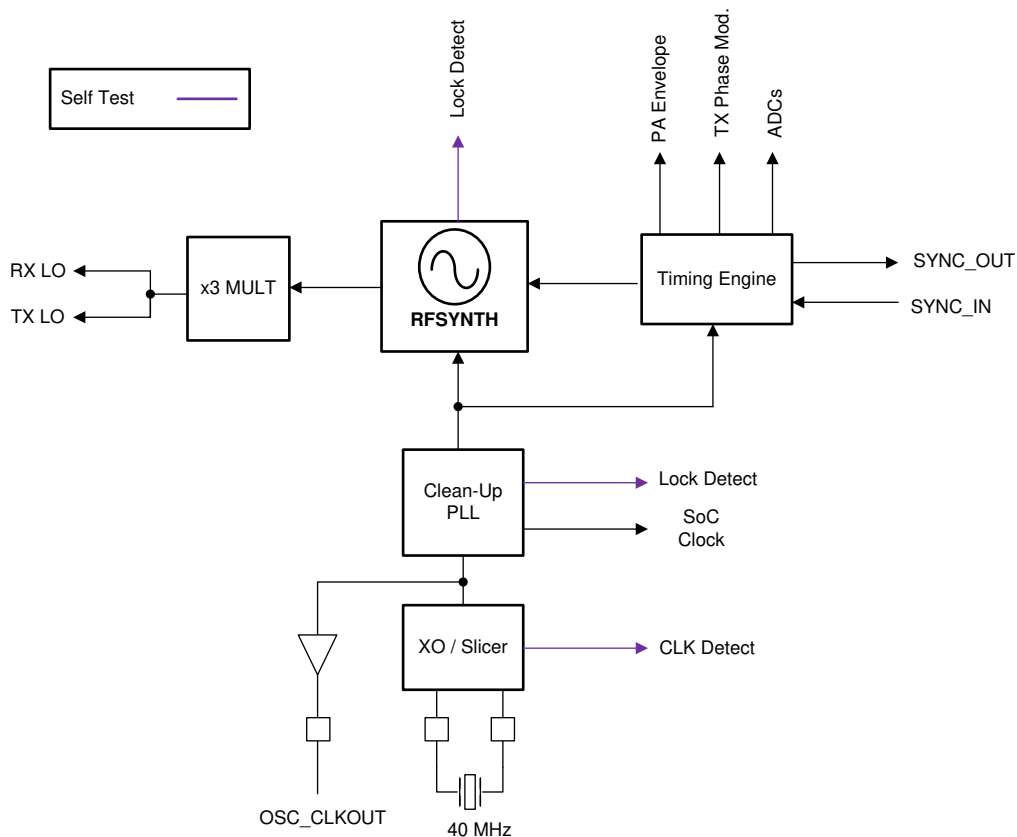 Lock Detect
PA Envelope
TX Phase Mod.
ADCs
Self Test
RX LO
TX LO
x3 MULT
RFSYNTH
Timing Engine
SYNC_OUT
SYNC_IN
Clean-Up
PLL
Lock Detect
SoC
Clock
XO / Slicer
CLK Detect
OSC_CLKOUT
40 MHz